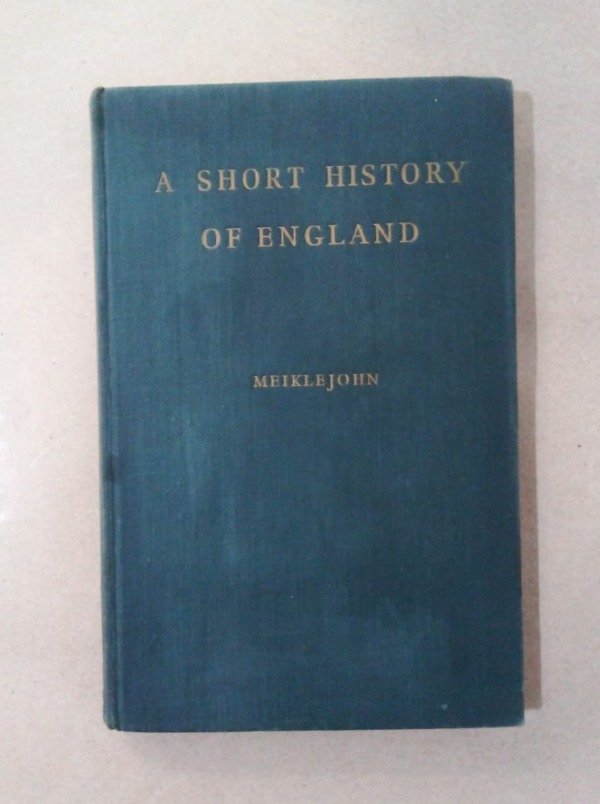 A SHORT HISTORY
OF ENGLAND
MEIKLEJOHN